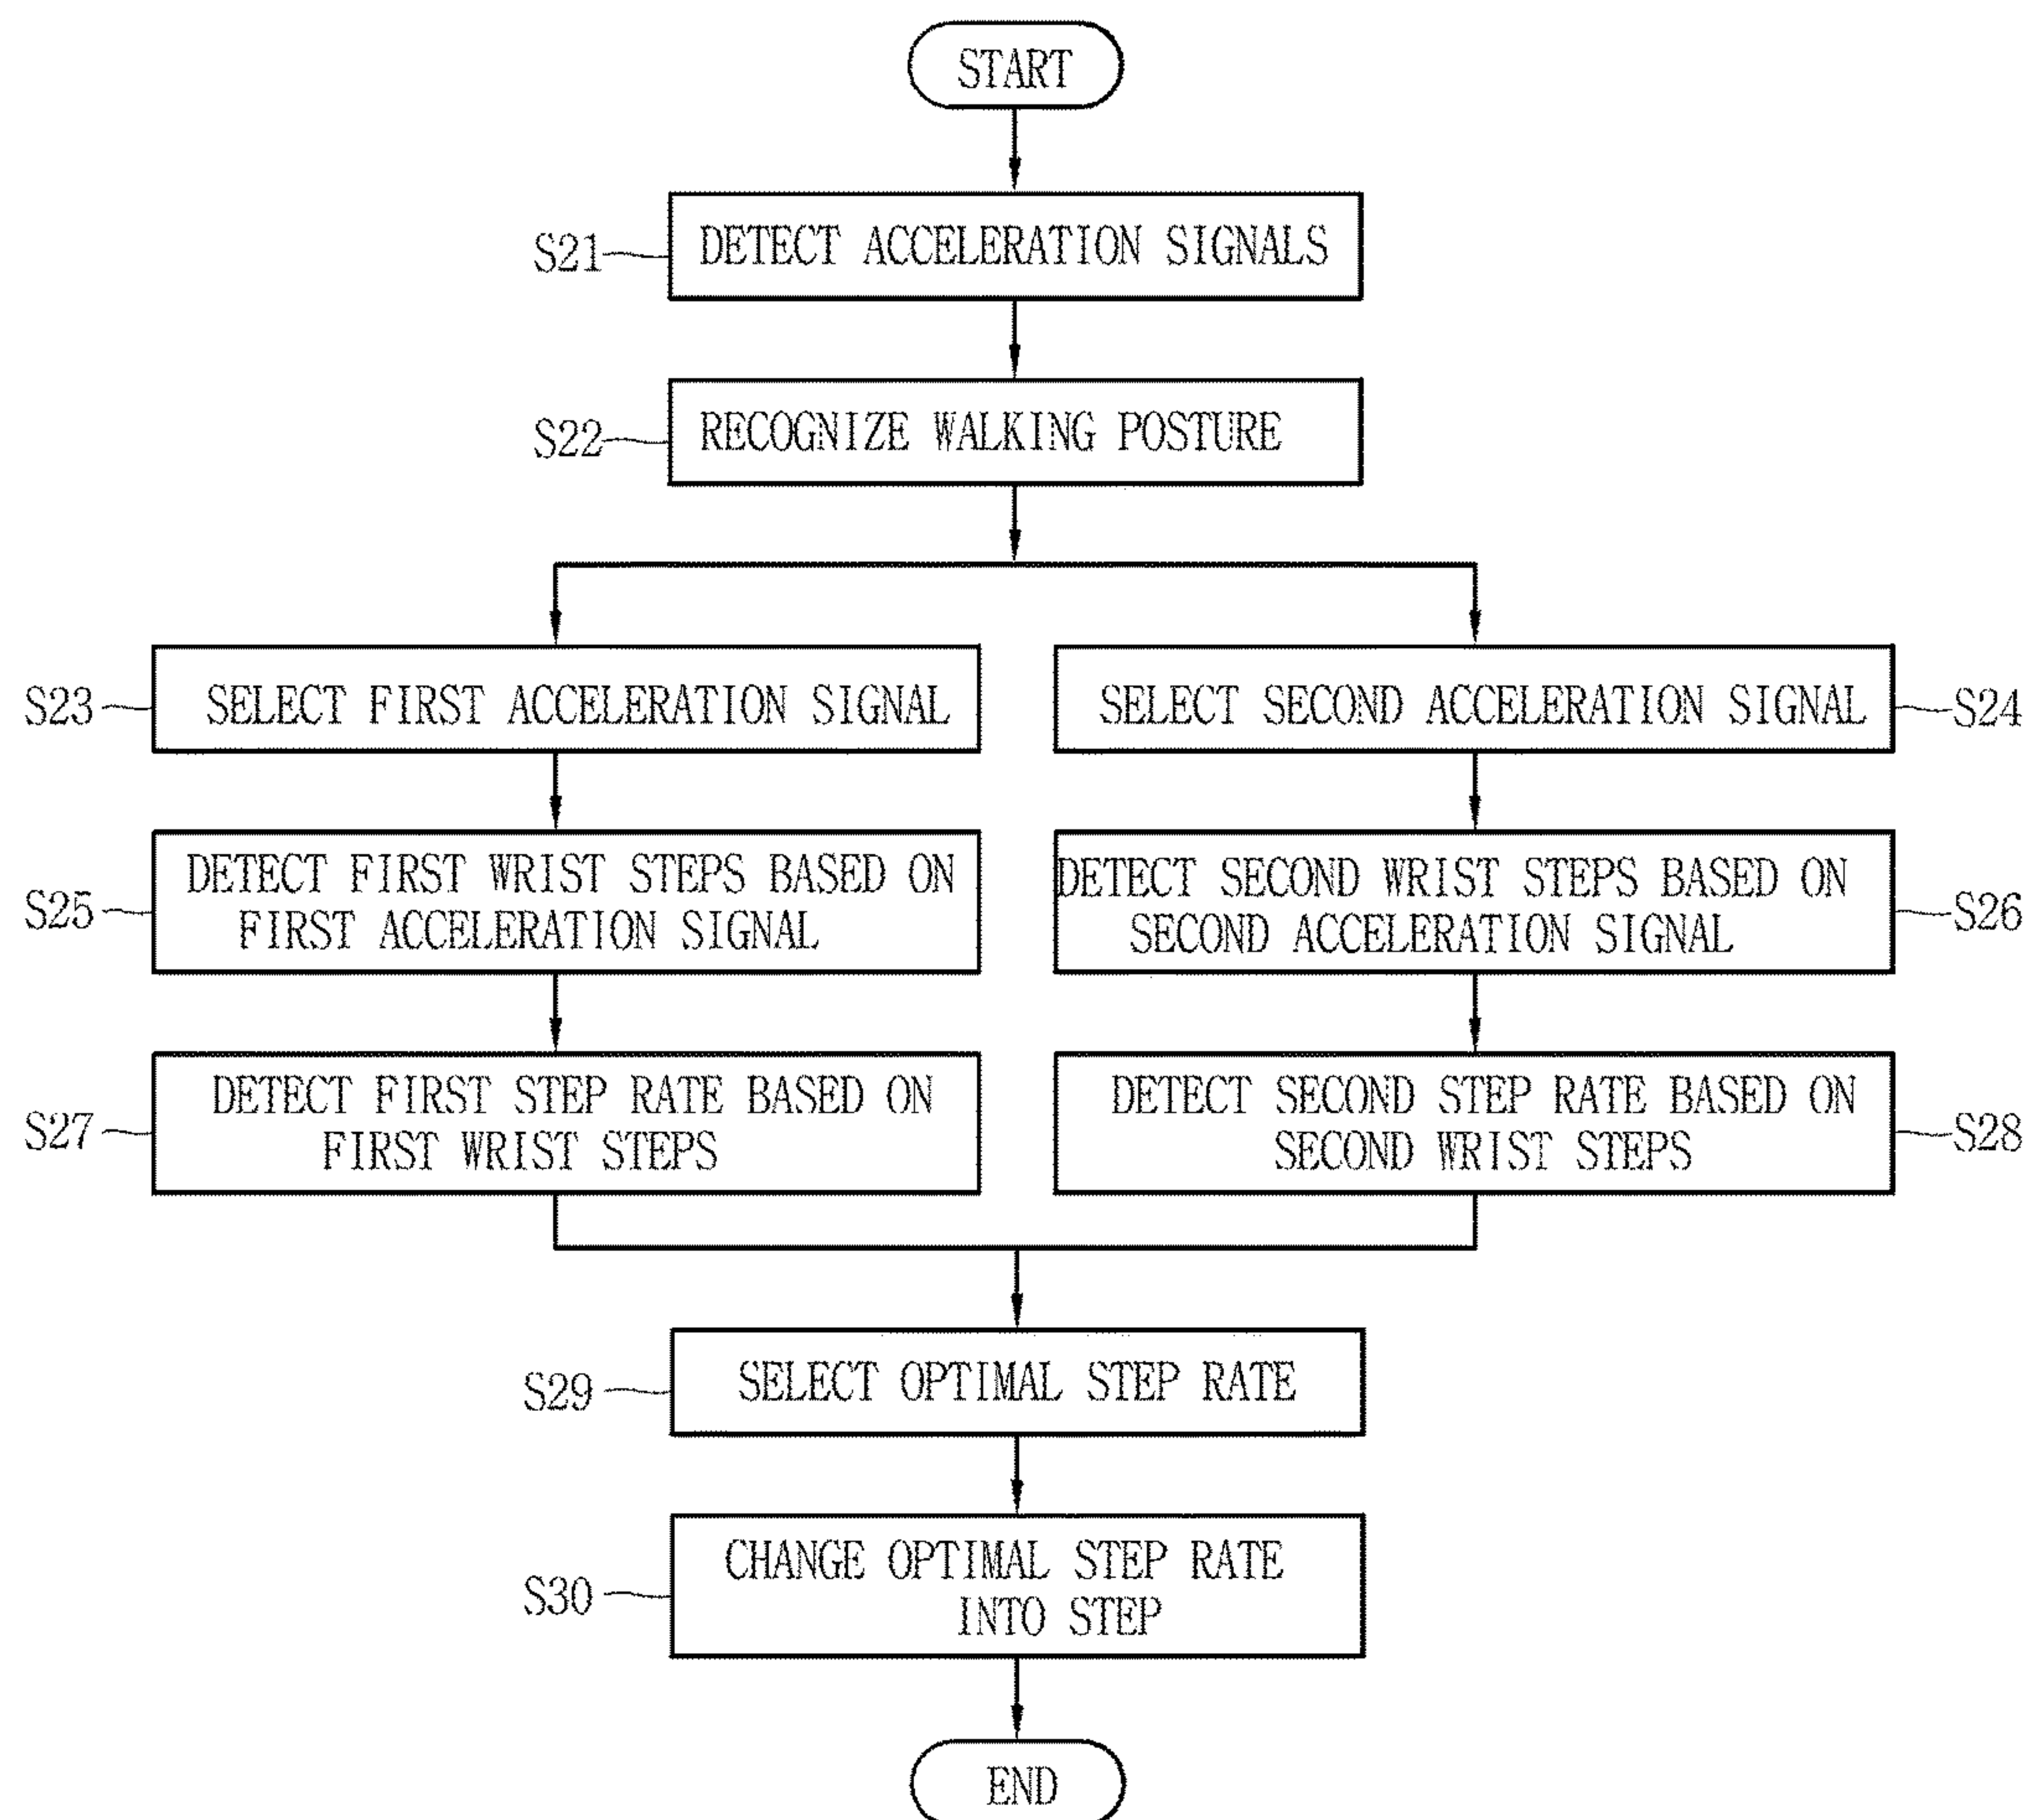 START
S21
DETECT ACCELERATION SIGNALS
S22
RECOGNIZE WALKING POSTURE
S23
SELECT FIRST ACCELERATION SIGNAL
SELECT SECOND ACCELERATION SIGNAL
S24
S25
DETECT FIRST WRIST STEPS BASED ON
FIRST ACCELERATION SIGNAL
DETECT SECOND WRIST STEPS BASED ON
SECOND ACCELERATION SIGNAL
S26
S27
DETECT FIRST STEP RATE BASED ON
FIRST WRIST STEPS
DETECT SECOND STEP RATE BASED ON
SECOND WRIST STEPS
S28
S29
SELECT OPTIMAL STEP RATE
S30
CHANGE OPTIMAL STEP RATE
INTO STEP
END